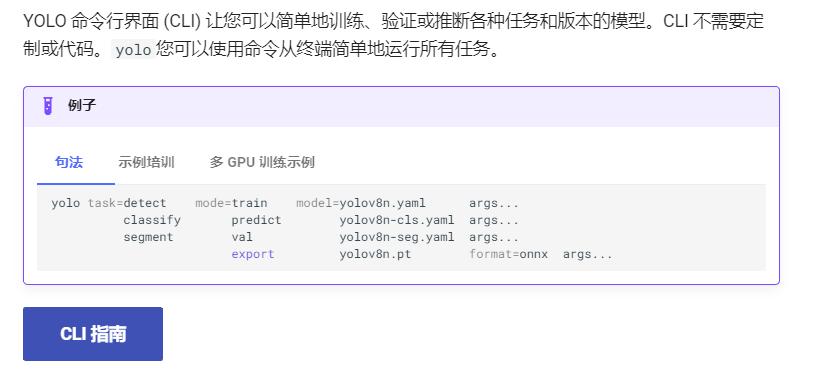 YOLO 命令行界面 (CLI) 让您可以简单地训练、验证或推断各种任务和版本的模型。CLI 不需要定
制或代码。 yolo 您可以使用命令从终端简单地运行所有任务。
例子
句法 示例培训 多 GPU 训练示例
yolo task=detect    mode=train    model=yolov8n.yaml      args...
          classify       predict        yolov8n-cls.yaml  args...
          segment        val            yolov8n-seg.yaml  args...
                         export         yolov8n.pt        format=onnx  args...
CLI 指南